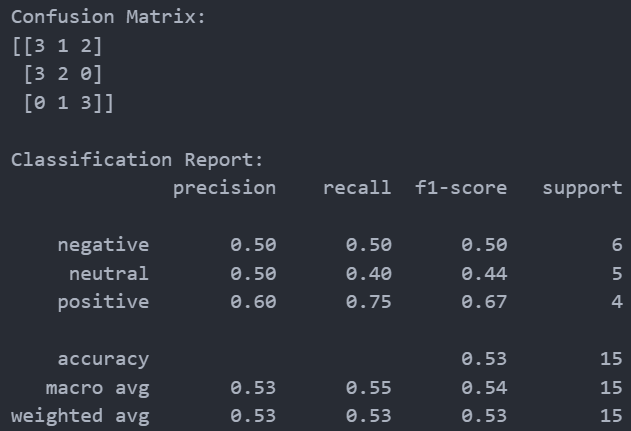 Confusion Matrix:
[[3 1 2]
 [3 2 0]
 [0 1 3]]
Classification Report:
              precision    recall  f1-score   support
    negative       0.50      0.50      0.50         6
     neutral       0.50      0.40      0.44         5
    positive       0.60      0.75      0.67         4
    accuracy                           0.53        15
   macro avg       0.53      0.55      0.54        15
weighted avg       0.53      0.53      0.53        15